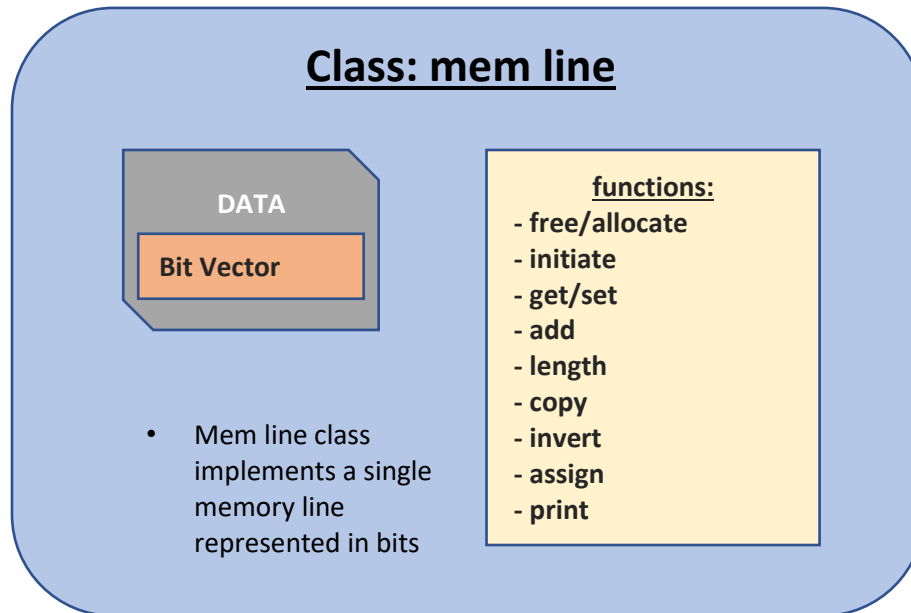 Class: mem line
DATA
Bit Vector
• Mem line class
implements a single
memory line
represented in bits
functions:
- free/allocate
- initiate
- get/set
- add
- length
- copy
- invert
- assign
- print